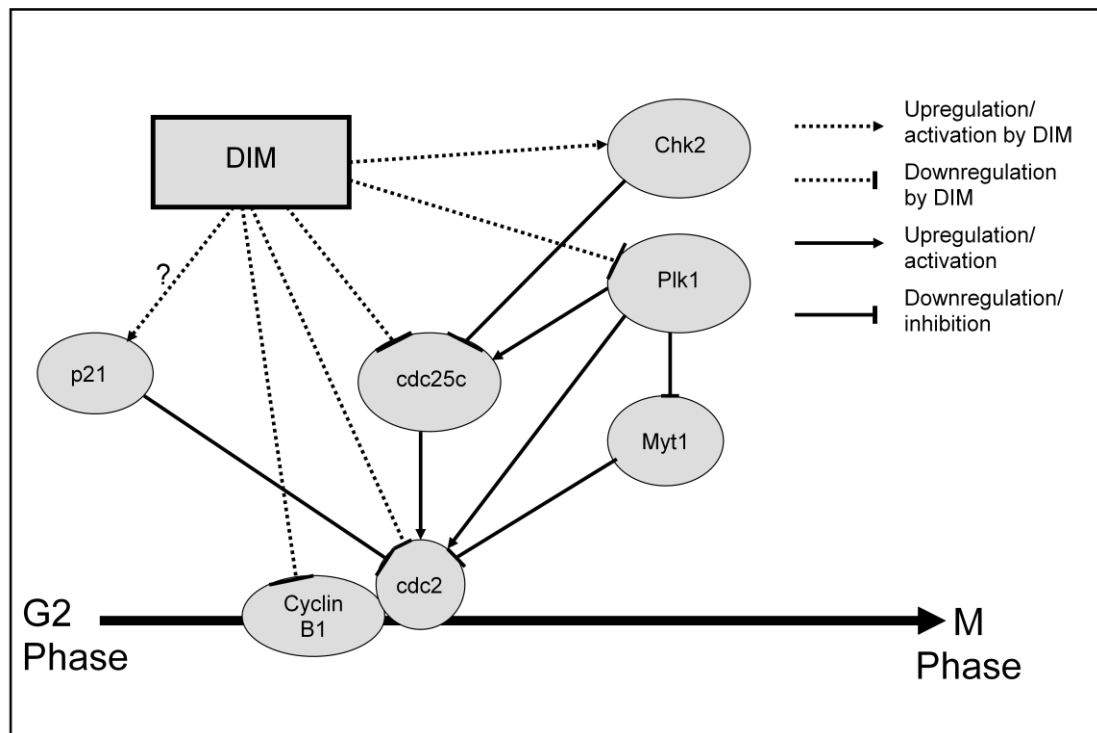 DIM
Chk2
Upregulation/
activation by DIM
Downregulation
by DIM
Upregulation/
activation
Downregulation/
inhibition
?
Plk1
p21
cdc25c
Myt1
cdc2
Cyclin
B1
G2
Phase
M
Phase